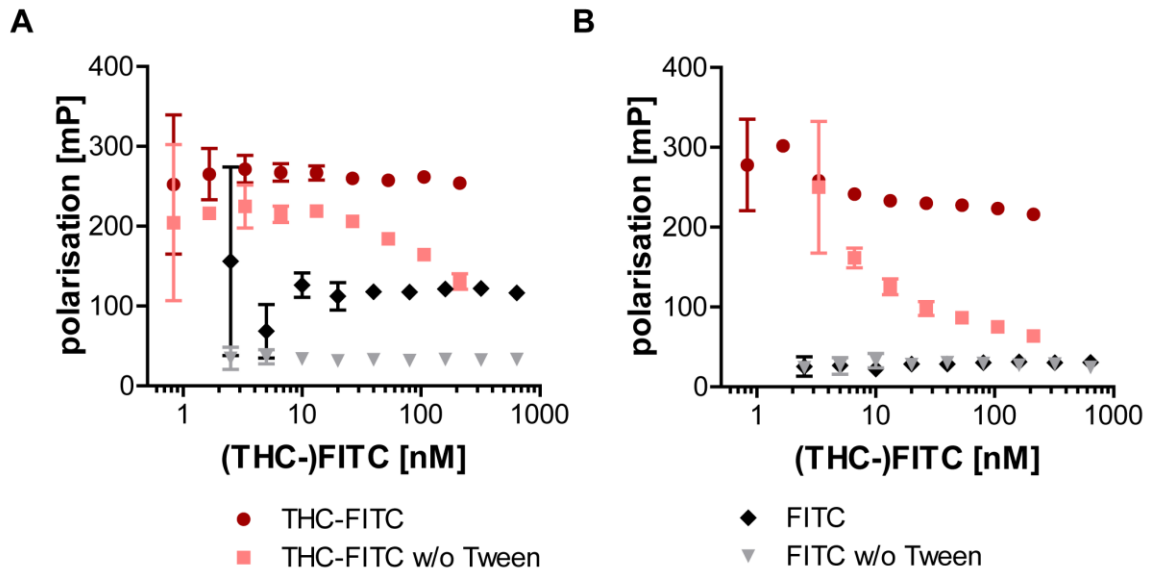 A
B
polarisation [mP]
400
300
200
100
0
1
10
100
1000
(THC-)FITC [nM]
polarisation [mP]
400
300
200
100
0
1
10
100
1000
(THC-)FITC [nM]
THC-FITC
THC-FITC w/o Tween
FITC
FITC w/o Tween